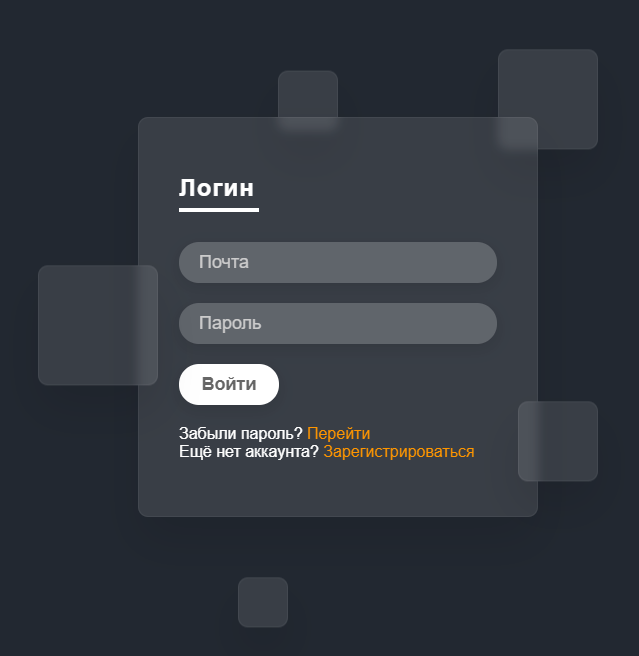 Логин
Почта
Пароль
Войти
Забыли пароль? Перейти
Ещё нет аккаунта? Зарегистрироваться